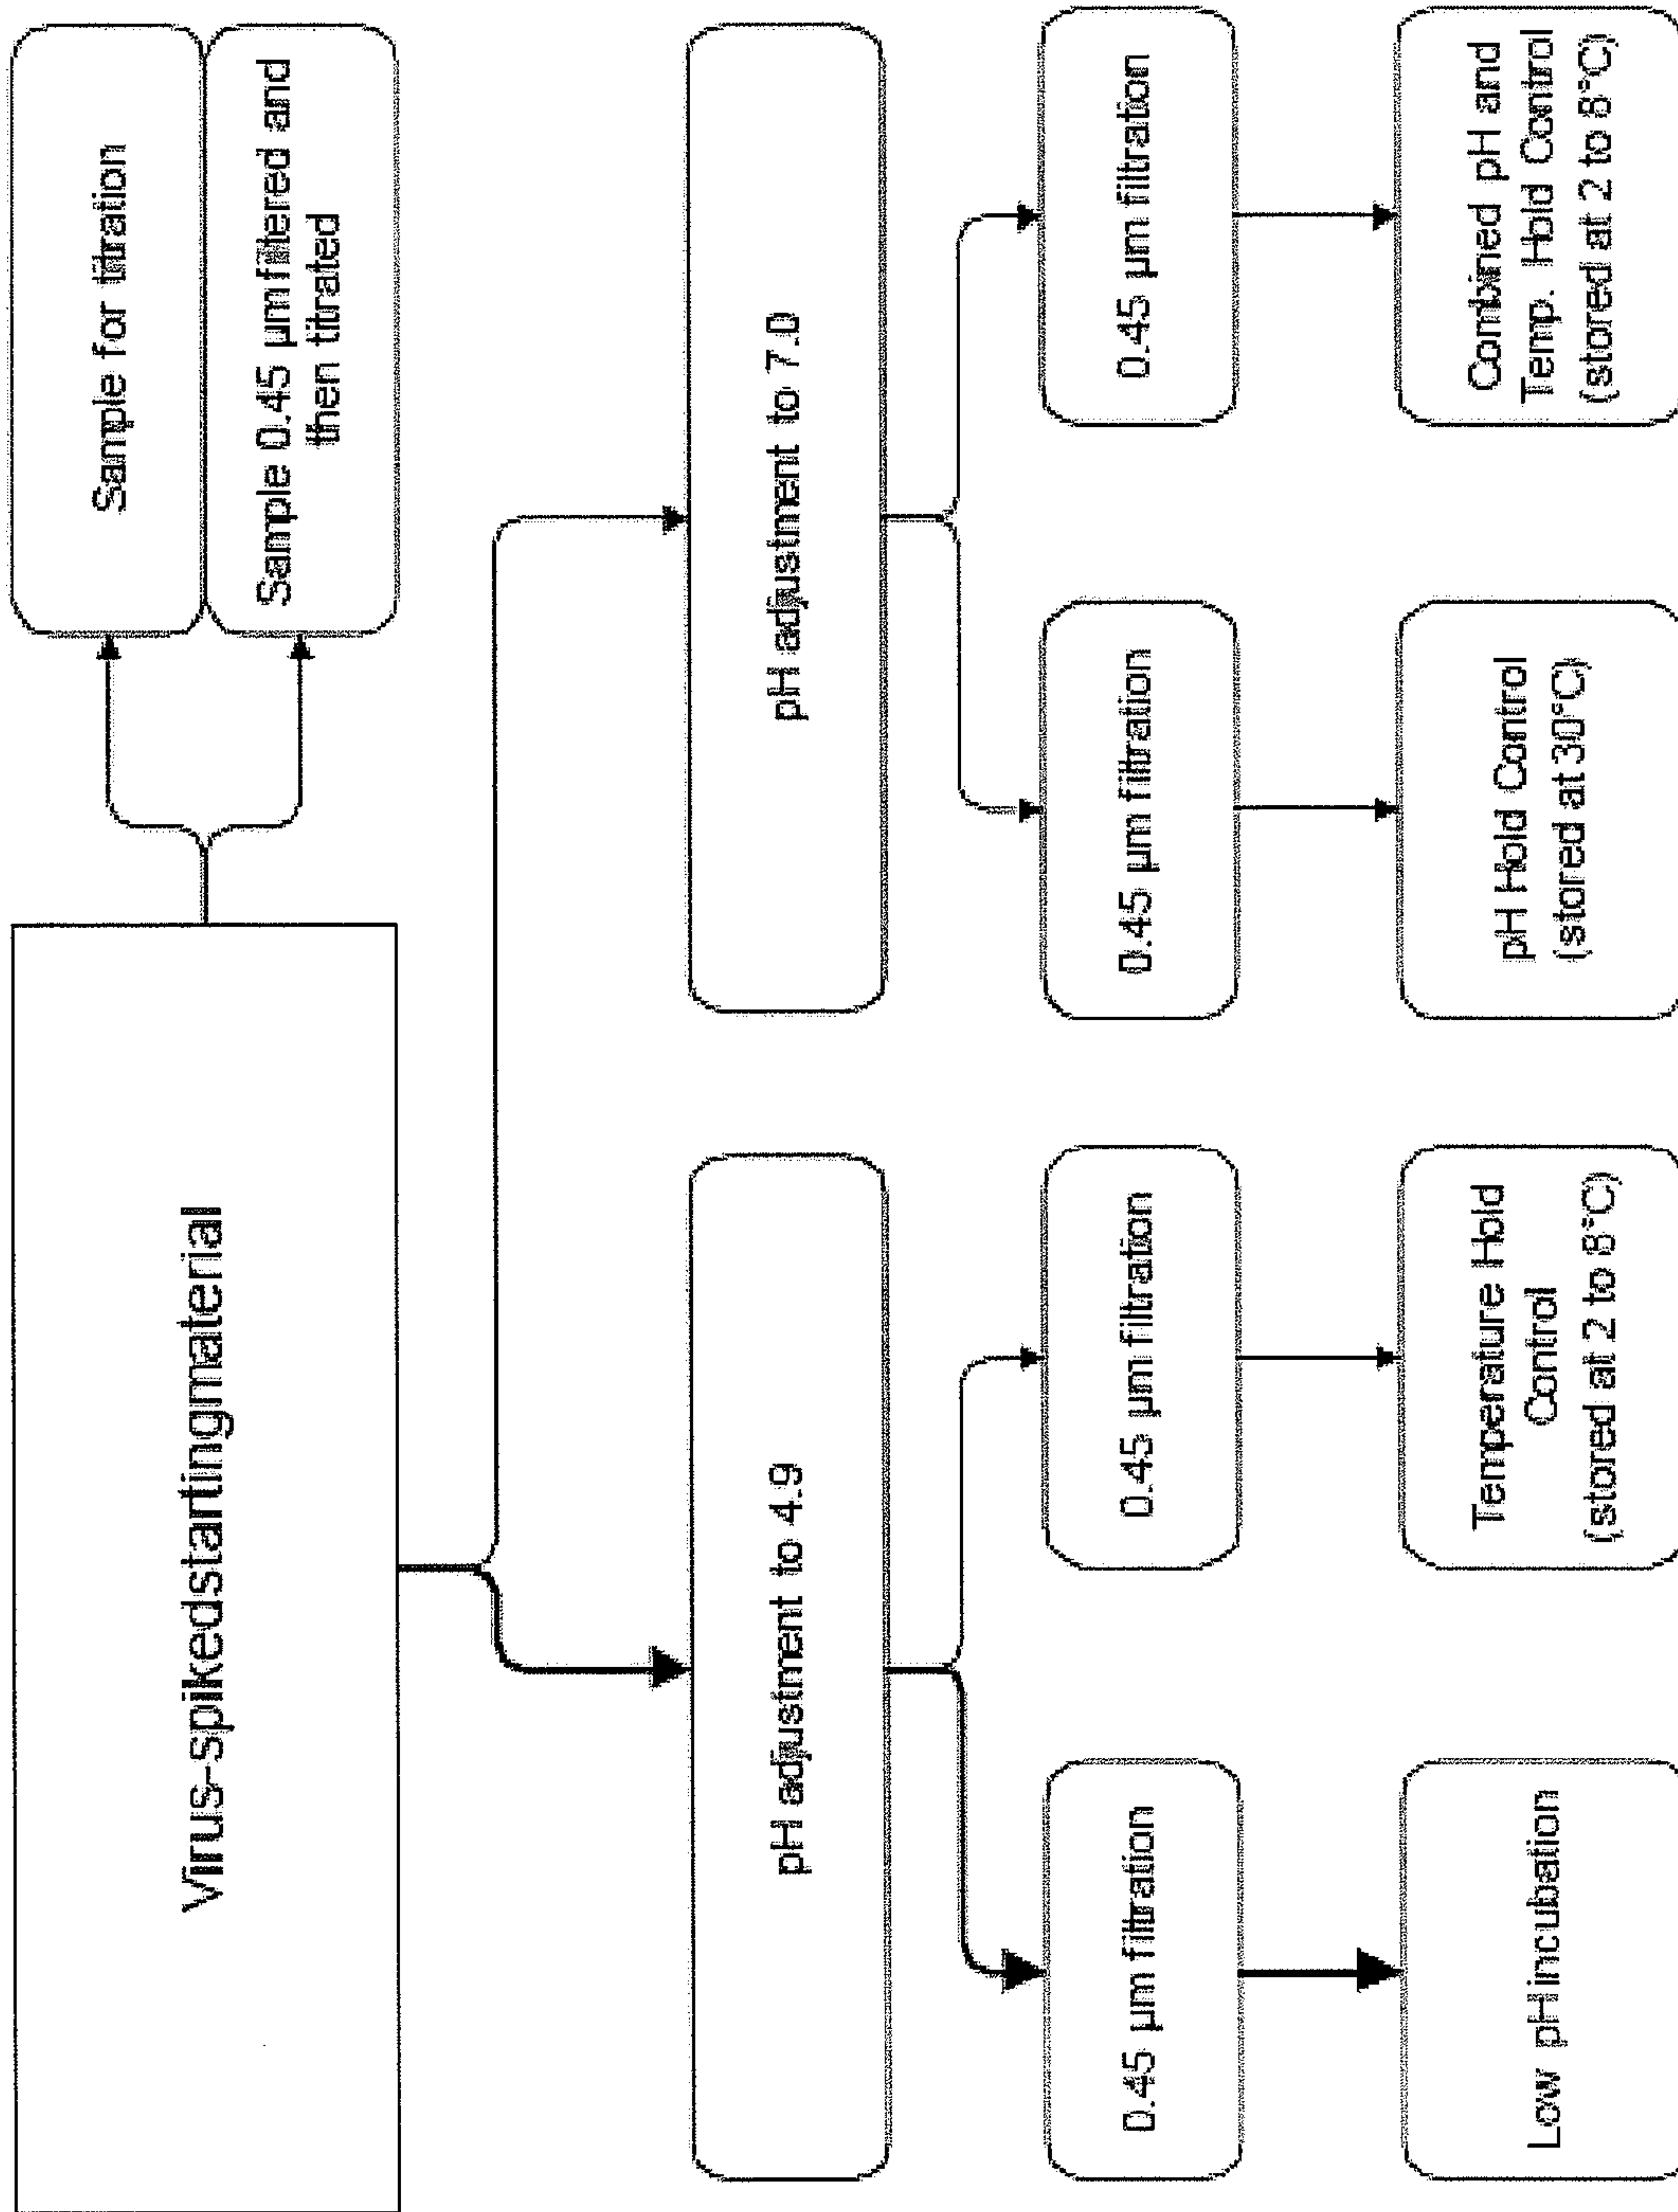 Virus-spikedstartingmaterial
Sample for titration
Sample 0.45 µm filtered and
then titrated
pH adjustment to 4.9
pH adjustment to 7.0
0.45 µm filtration
0.45 µm filtration
0.45 µm filtration
0.45 µm filtration
Low pH incubation
Temperature Hold
Control
(stored at 2 to 8°C)
pH Hold Control
(stored at 30°C)
Combined pH and
Temp. Hold Control
(stored at 2 to 8°C)